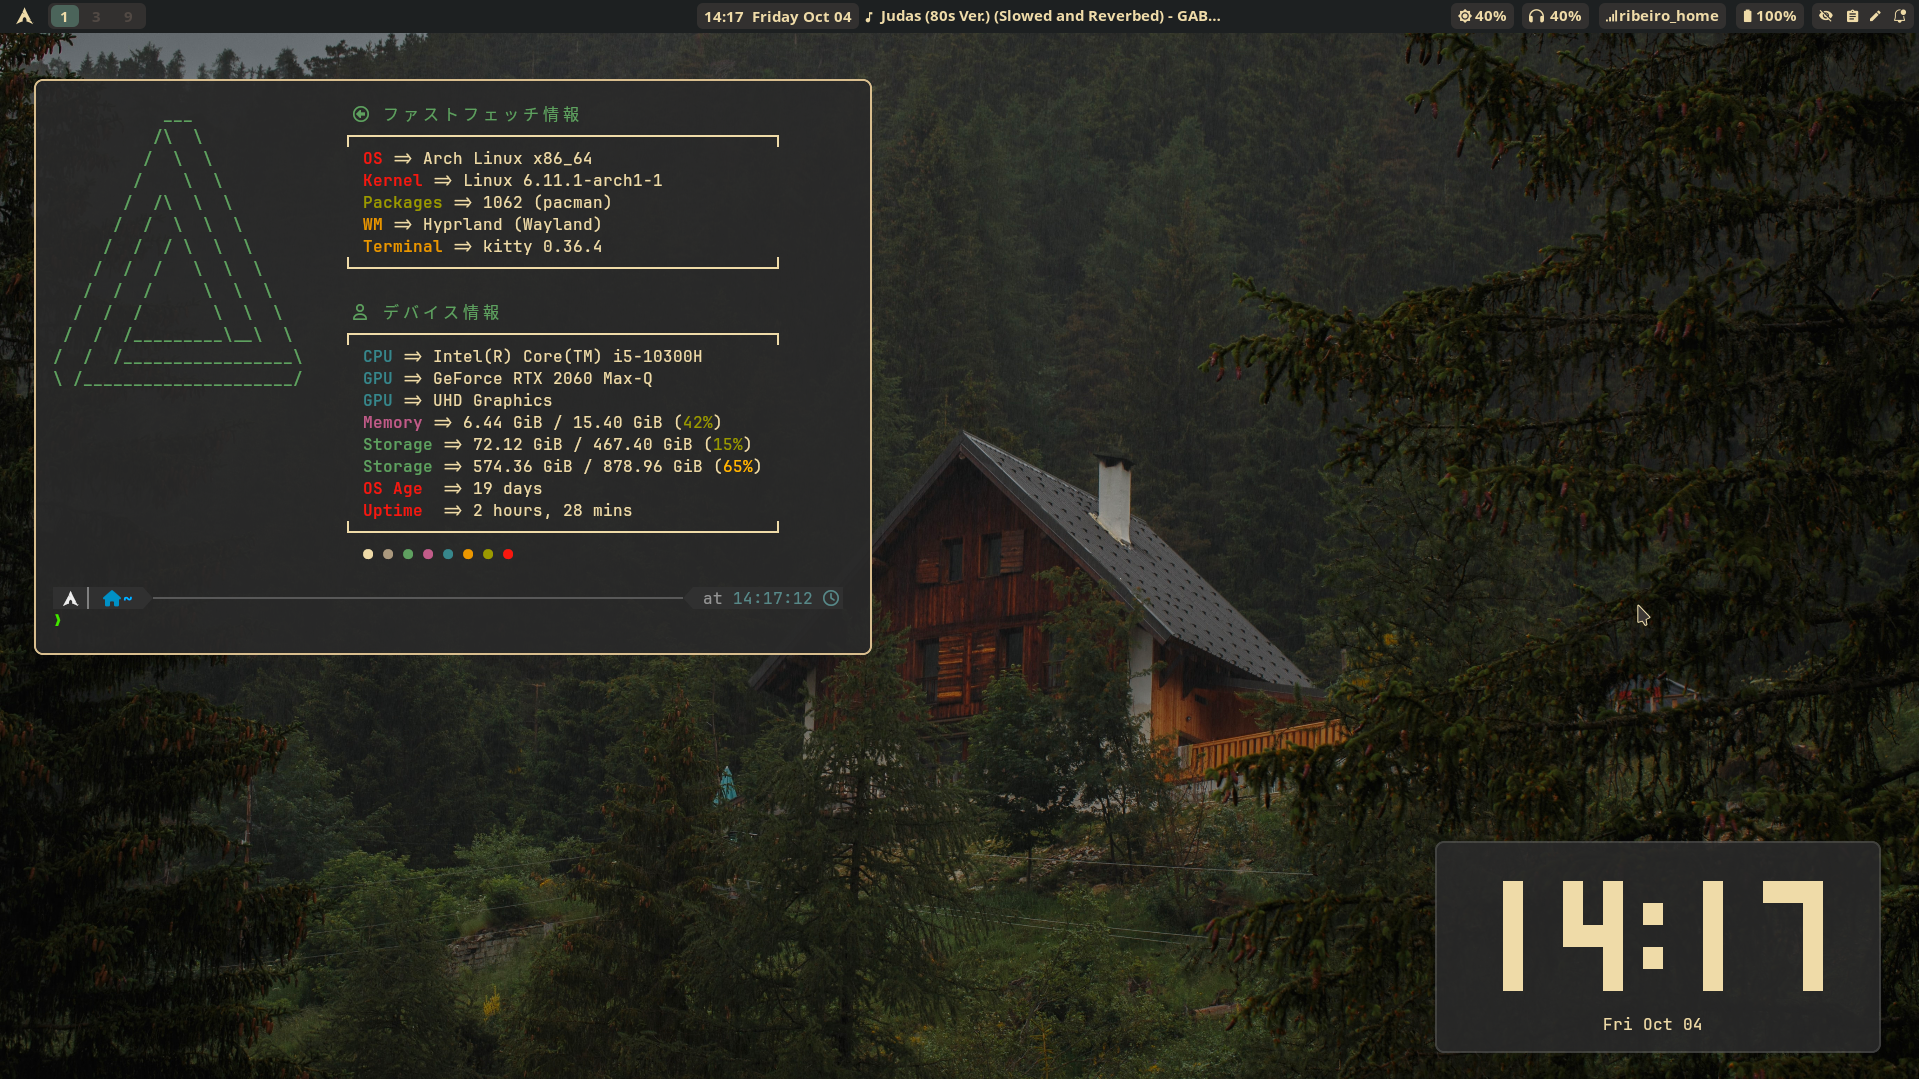 1 3 9
14:17 Friday Oct 04
Judas (80s Ver.) (Slowed and Reverbed) - GAB...
40%
40%
ribeiro_home
100%
ファストフェッチ情報
OS => Arch Linux x86_64
Kernel => Linux 6.11.1-arch1-1
Packages => 1062 (pacman)
WM => Hyprland (Wayland)
Terminal => kitty 0.36.4
デバイス情報
CPU => Intel(R) Core(TM) i5-10300H
GPU => GeForce RTX 2060 Max-Q
GPU => UHD Graphics
Memory => 6.44 GiB / 15.40 GiB (42%)
Storage => 72.12 GiB / 467.40 GiB (15%)
Storage => 574.36 GiB / 878.96 GiB (65%)
OS Age => 19 days
Uptime => 2 hours, 28 mins
~ at 14:17:12
❯
14:17
Fri Oct 04